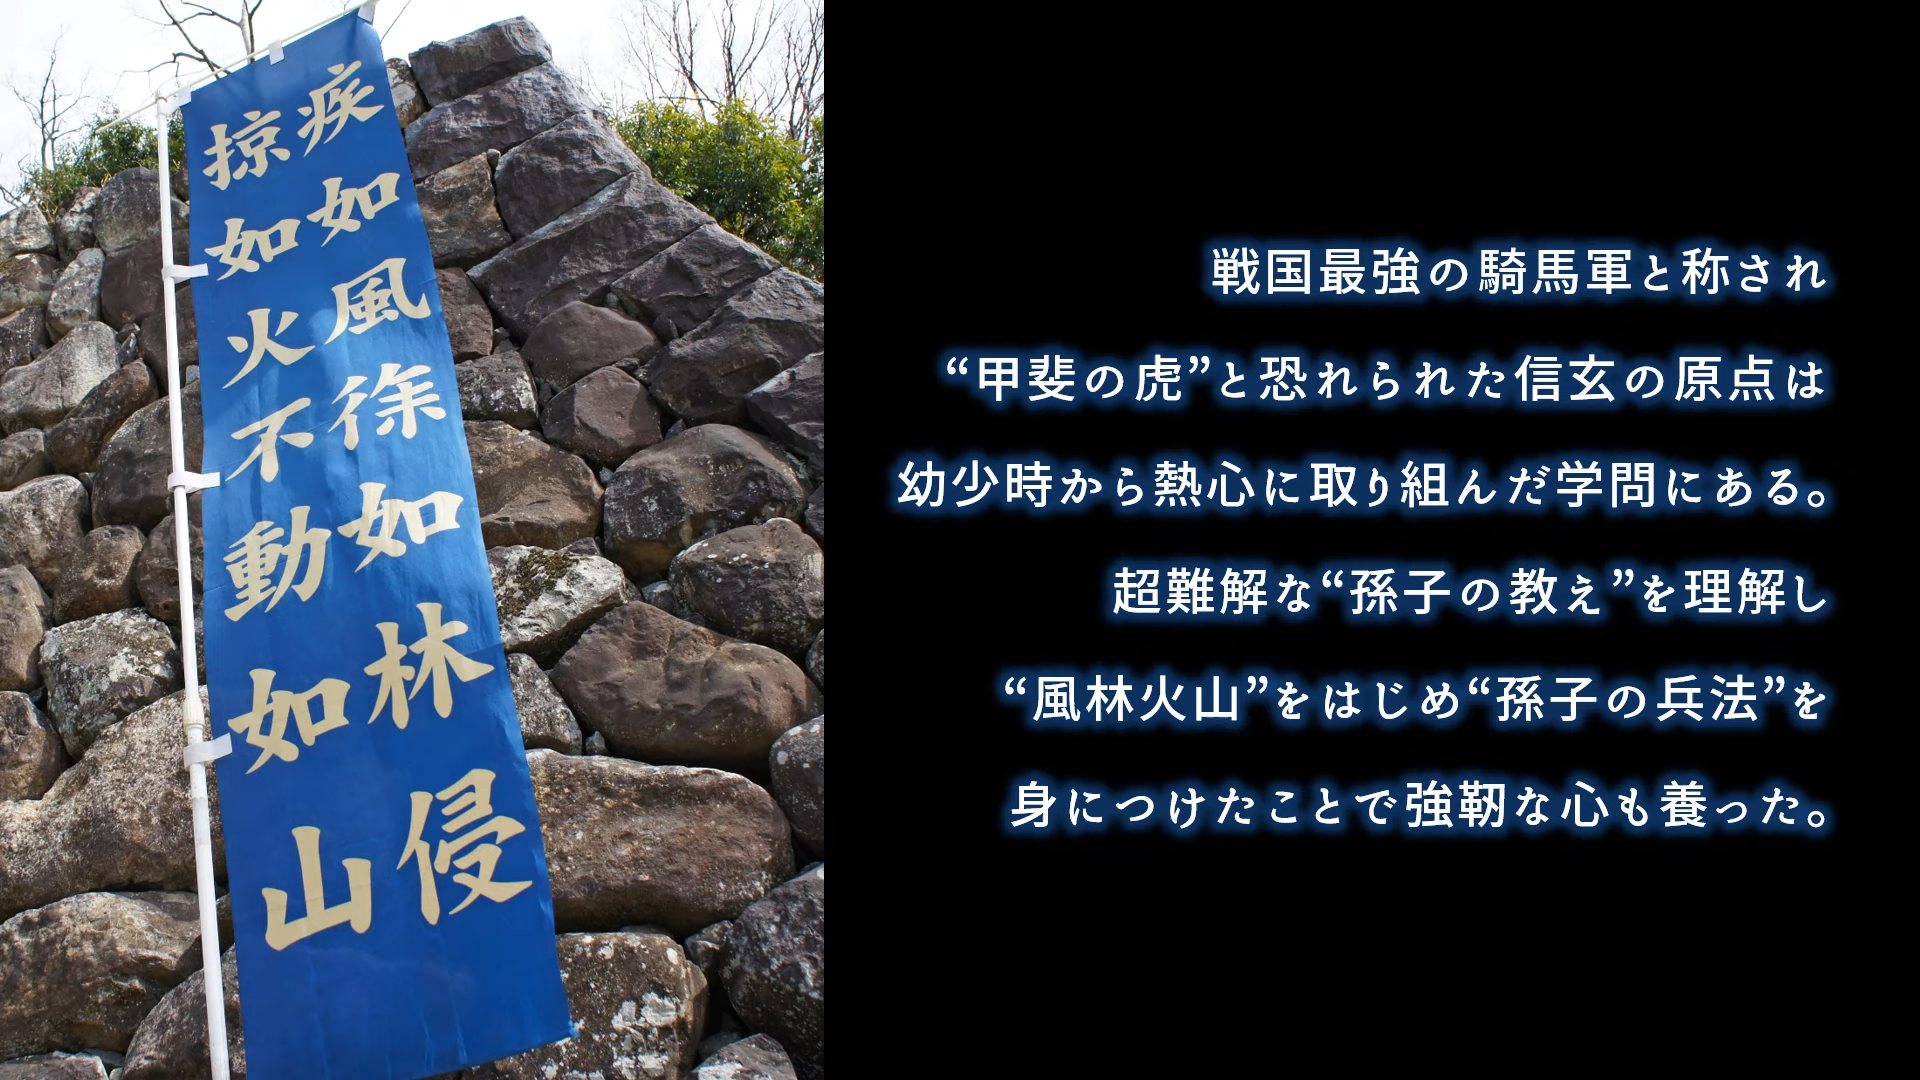 疾如風徐如林侵
掠如火不動如山
戦国最強の騎馬軍と称され
“甲斐の虎”と恐れられた信玄の原点は
幼少時から熱心に取り組んだ学問にある。
超難解な“孫子の教え”を理解し
“風林火山”をはじめ“孫子の兵法”を
身につけたことで強靭な心も養った。